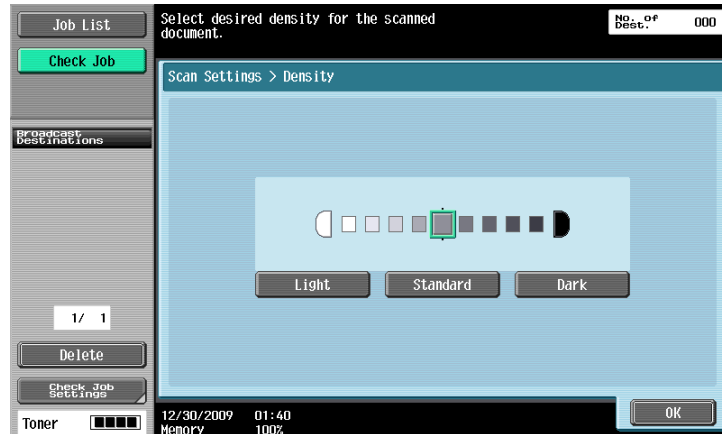 Job List
Check Job
Select desired density for the scanned
document.
No. of
Dest.
000
Scan Settings > Density
Broadcast
Destinations
Light
Standard
Dark
1/ 1
Delete
Check Job
Settings
Toner
12/30/2009 01:40
Memory 100%
OK